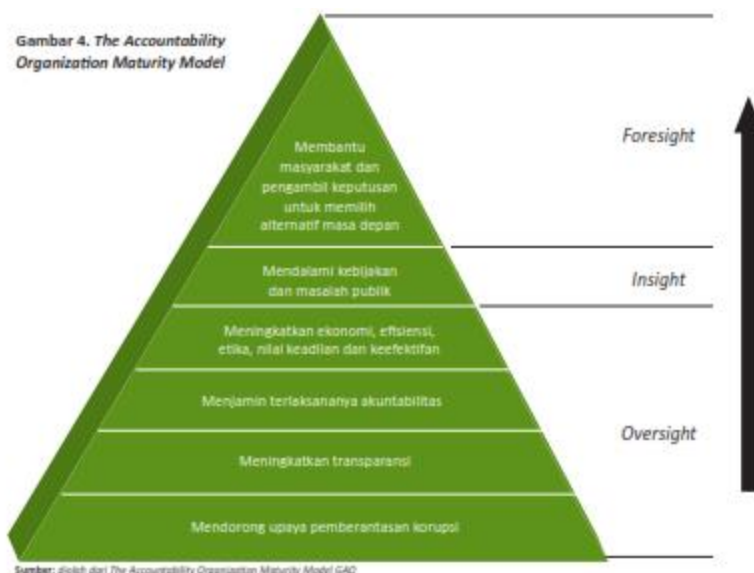 Gambar 4. The Accountability
Organization Maturity Model
Membantu
masyarakat dan
pengambil keputusan
untuk memilih
alternatif masa depan
Foresight
Mendalami kebijakan
dan masalah publik
Insight
Meningkatkan ekonomi, efisiensi,
etika, nilai keadilan dan keefektifan
Menjamin terlaksananya akuntabilitas
Meningkatkan transparansi
Mendorong upaya pemberantasan korupsi
Oversight
Sumber: diolah dari The Accountability Organization Maturity Model GAO